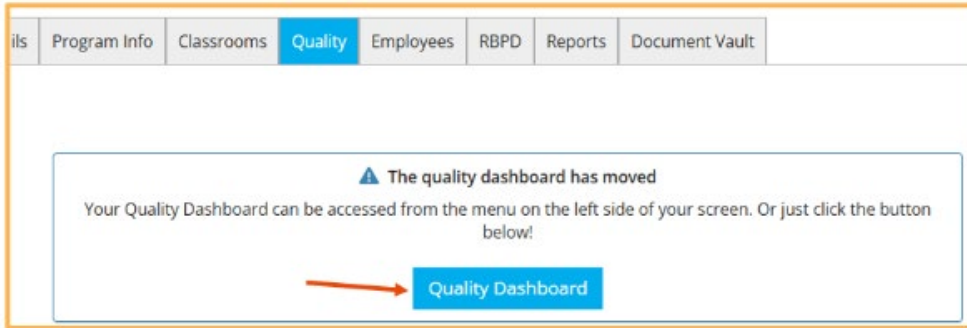 ils Program Info Classrooms Quality Employees RBPD Reports Document Vault
The quality dashboard has moved
Your Quality Dashboard can be accessed from the menu on the left side of your screen. Or just click the button
below!
Quality Dashboard